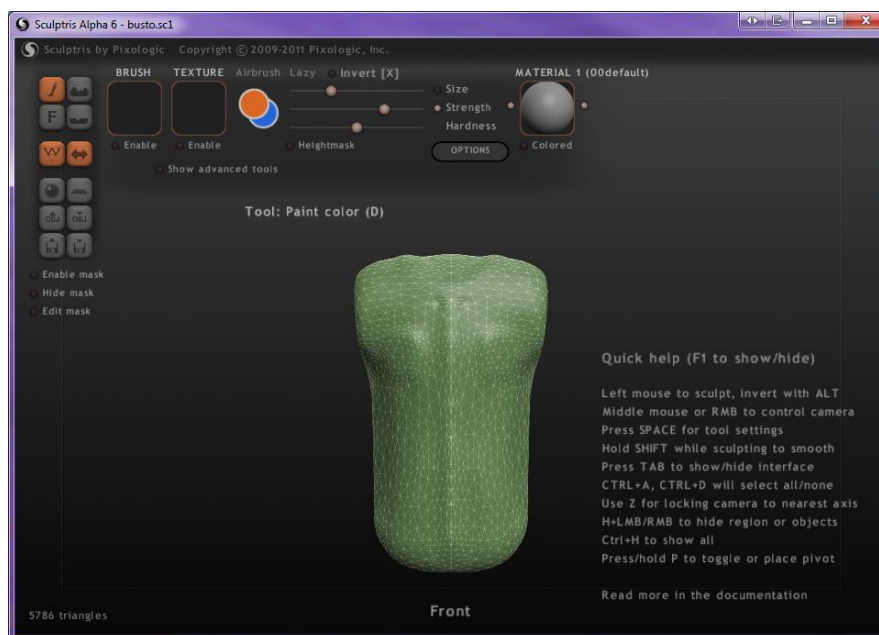 Sculptris Alpha 6 - busto.sc1
Sculptris by Pixologic Copyright © 2009-2011 Pixologic, Inc.
BRUSH TEXTURE Airbrush Lazy Invert [X] MATERIAL 1 (00default)
Size
F Strength
Hardness
Enable Enable Heightmask OPTIONS Colored
Show advanced tools
OBJ OBJ
Tool: Paint color (D)
Enable mask
Hide mask
Edit mask
Quick help (F1 to show/hide)
Left mouse to sculpt, invert with ALT
Middle mouse or RMB to control camera
Press SPACE for tool settings
Hold SHIFT while sculpting to smooth
Press TAB to show/hide interface
CTRL+A, CTRL+D will select all/none
Use Z for locking camera to nearest axis
H+LMB/RMB to hide region or objects
Ctrl+H to show all
Press/hold P to toggle or place pivot
Read more in the documentation
5786 triangles
Front